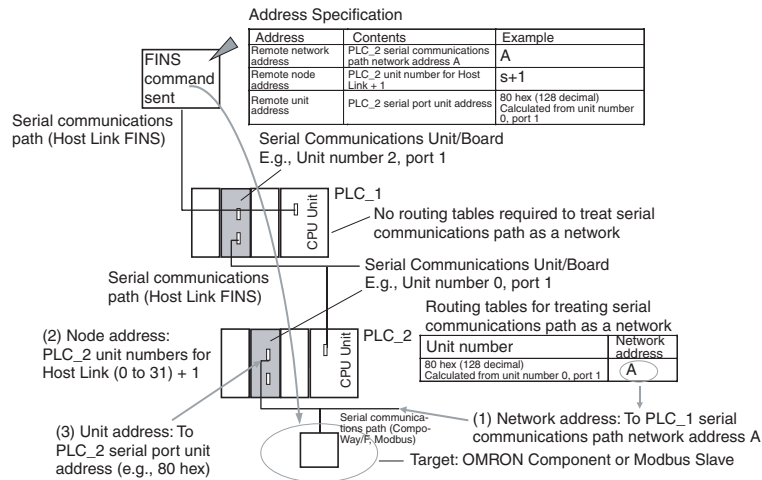 Address Specification
Address Contents Example
Remote network address PLC_2 serial communications path network address A A
Remote node address PLC_2 unit number for Host Link + 1 s+1
Remote unit address PLC_2 serial port unit address 80 hex (128 decimal) Calculated from unit number 0, port 1
FINS
command
sent
Serial communications
path (Host Link FINS)
Serial Communications Unit/Board
E.g., Unit number 2, port 1
PLC_1
CPU Unit
No routing tables required to treat serial
communications path as a network
Serial communications
path (Host Link FINS)
Serial Communications Unit/Board
E.g., Unit number 0, port 1
Routing tables for treating serial
communications path as a network
Unit number Network address
80 hex (128 decimal)
Calculated from unit number 0, port 1 A
(2) Node address:
PLC_2 unit numbers for
Host Link (0 to 31) + 1
PLC_2
CPU Unit
(3) Unit address: To
PLC_2 serial port unit
address (e.g., 80 hex)
Serial communica-
tions path (Compo-
Way/F, Modbus)
(1) Network address: To PLC_1 serial
communications path network address A
Target: OMRON Component or Modbus Slave